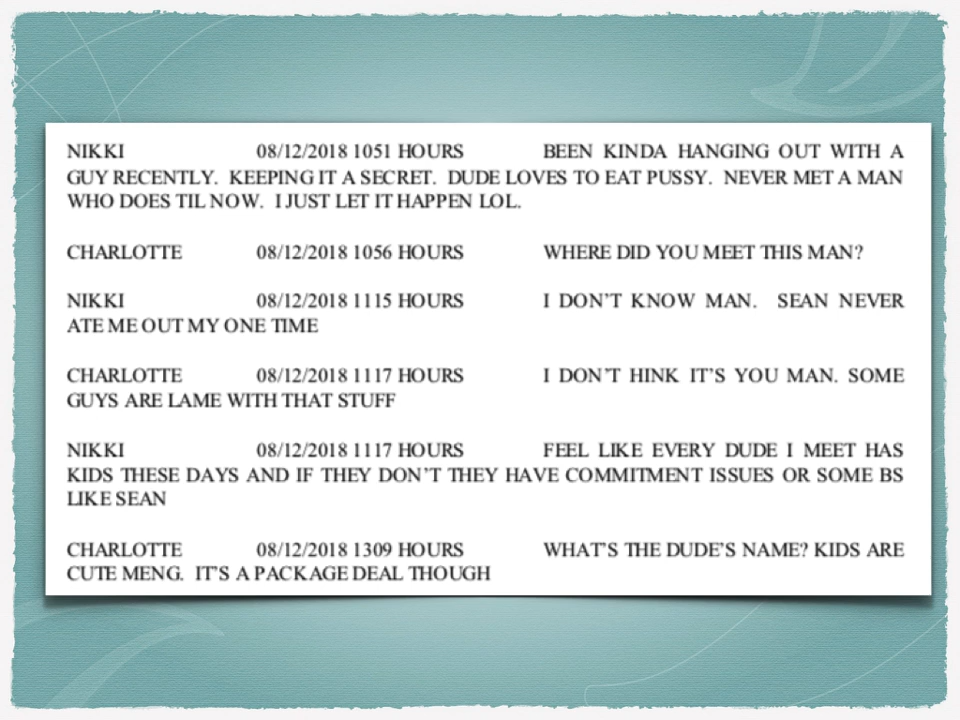 NIKKI 08/12/2018 1051 HOURS BEEN KINDA HANGING OUT WITH A
GUY RECENTLY. KEEPING IT A SECRET. DUDE LOVES TO EAT PUSSY. NEVER MET A MAN
WHO DOES TIL NOW. I JUST LET IT HAPPEN LOL.
CHARLOTTE 08/12/2018 1056 HOURS WHERE DID YOU MEET THIS MAN?
NIKKI 08/12/2018 1115 HOURS I DON'T KNOW MAN. SEAN NEVER
ATE ME OUT MY ONE TIME
CHARLOTTE 08/12/2018 1117 HOURS I DON'T HINK IT'S YOU MAN. SOME
GUYS ARE LAME WITH THAT STUFF
NIKKI 08/12/2018 1117 HOURS FEEL LIKE EVERY DUDE I MEET HAS
KIDS THESE DAYS AND IF THEY DON'T THEY HAVE COMMITMENT ISSUES OR SOME BS
LIKE SEAN
CHARLOTTE 08/12/2018 1309 HOURS WHAT'S THE DUDE'S NAME? KIDS ARE
CUTE MENG. IT'S A PACKAGE DEAL THOUGH